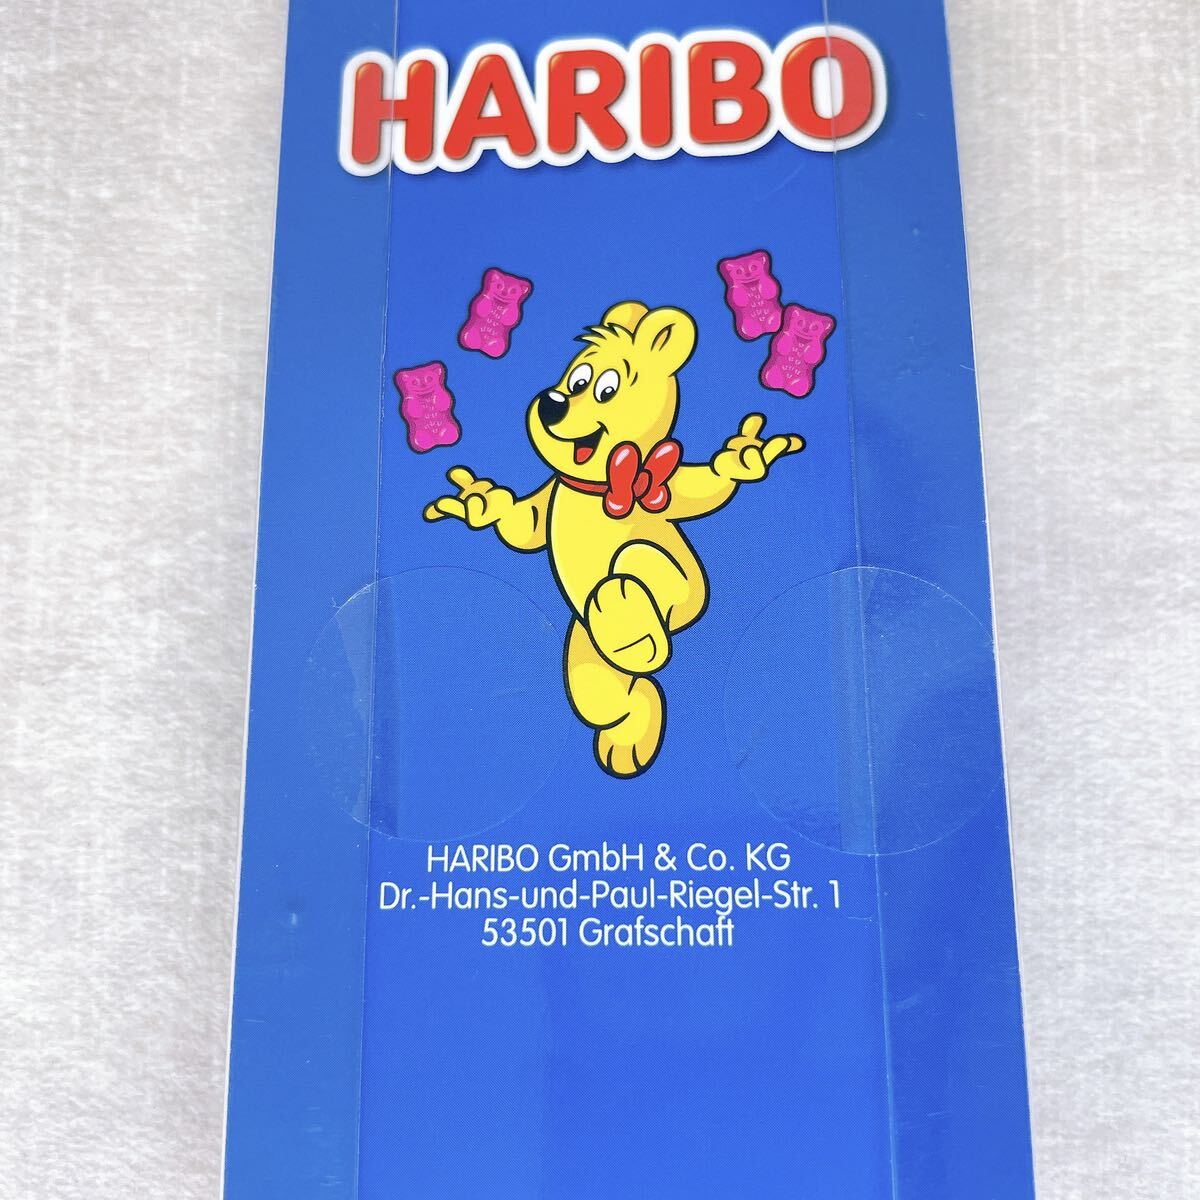 HARIBO
HARIBO GmbH & Co. KG
Dr.-Hans-und-Paul-Riegel-Str. 1
53501 Grafschaft